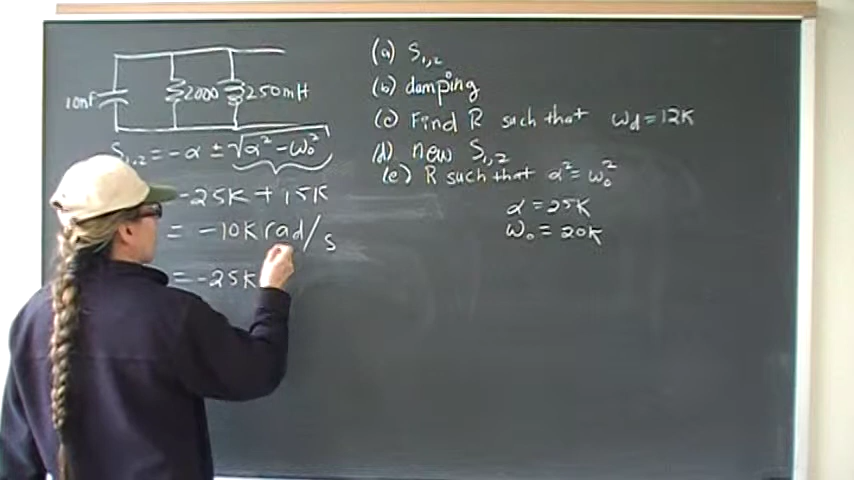 10nf 2000 250mH
S₁,₂ = -α ± √α² - ω₀²
-25K + 15K
= -10K rad/s
= -25K
(a) S₁,₂
(b) damping
(c) Find R such that ωd = 12K
(d) new S₁,₂
(e) R such that α² = ω₀²
α = 25K
ω₀ = 20K